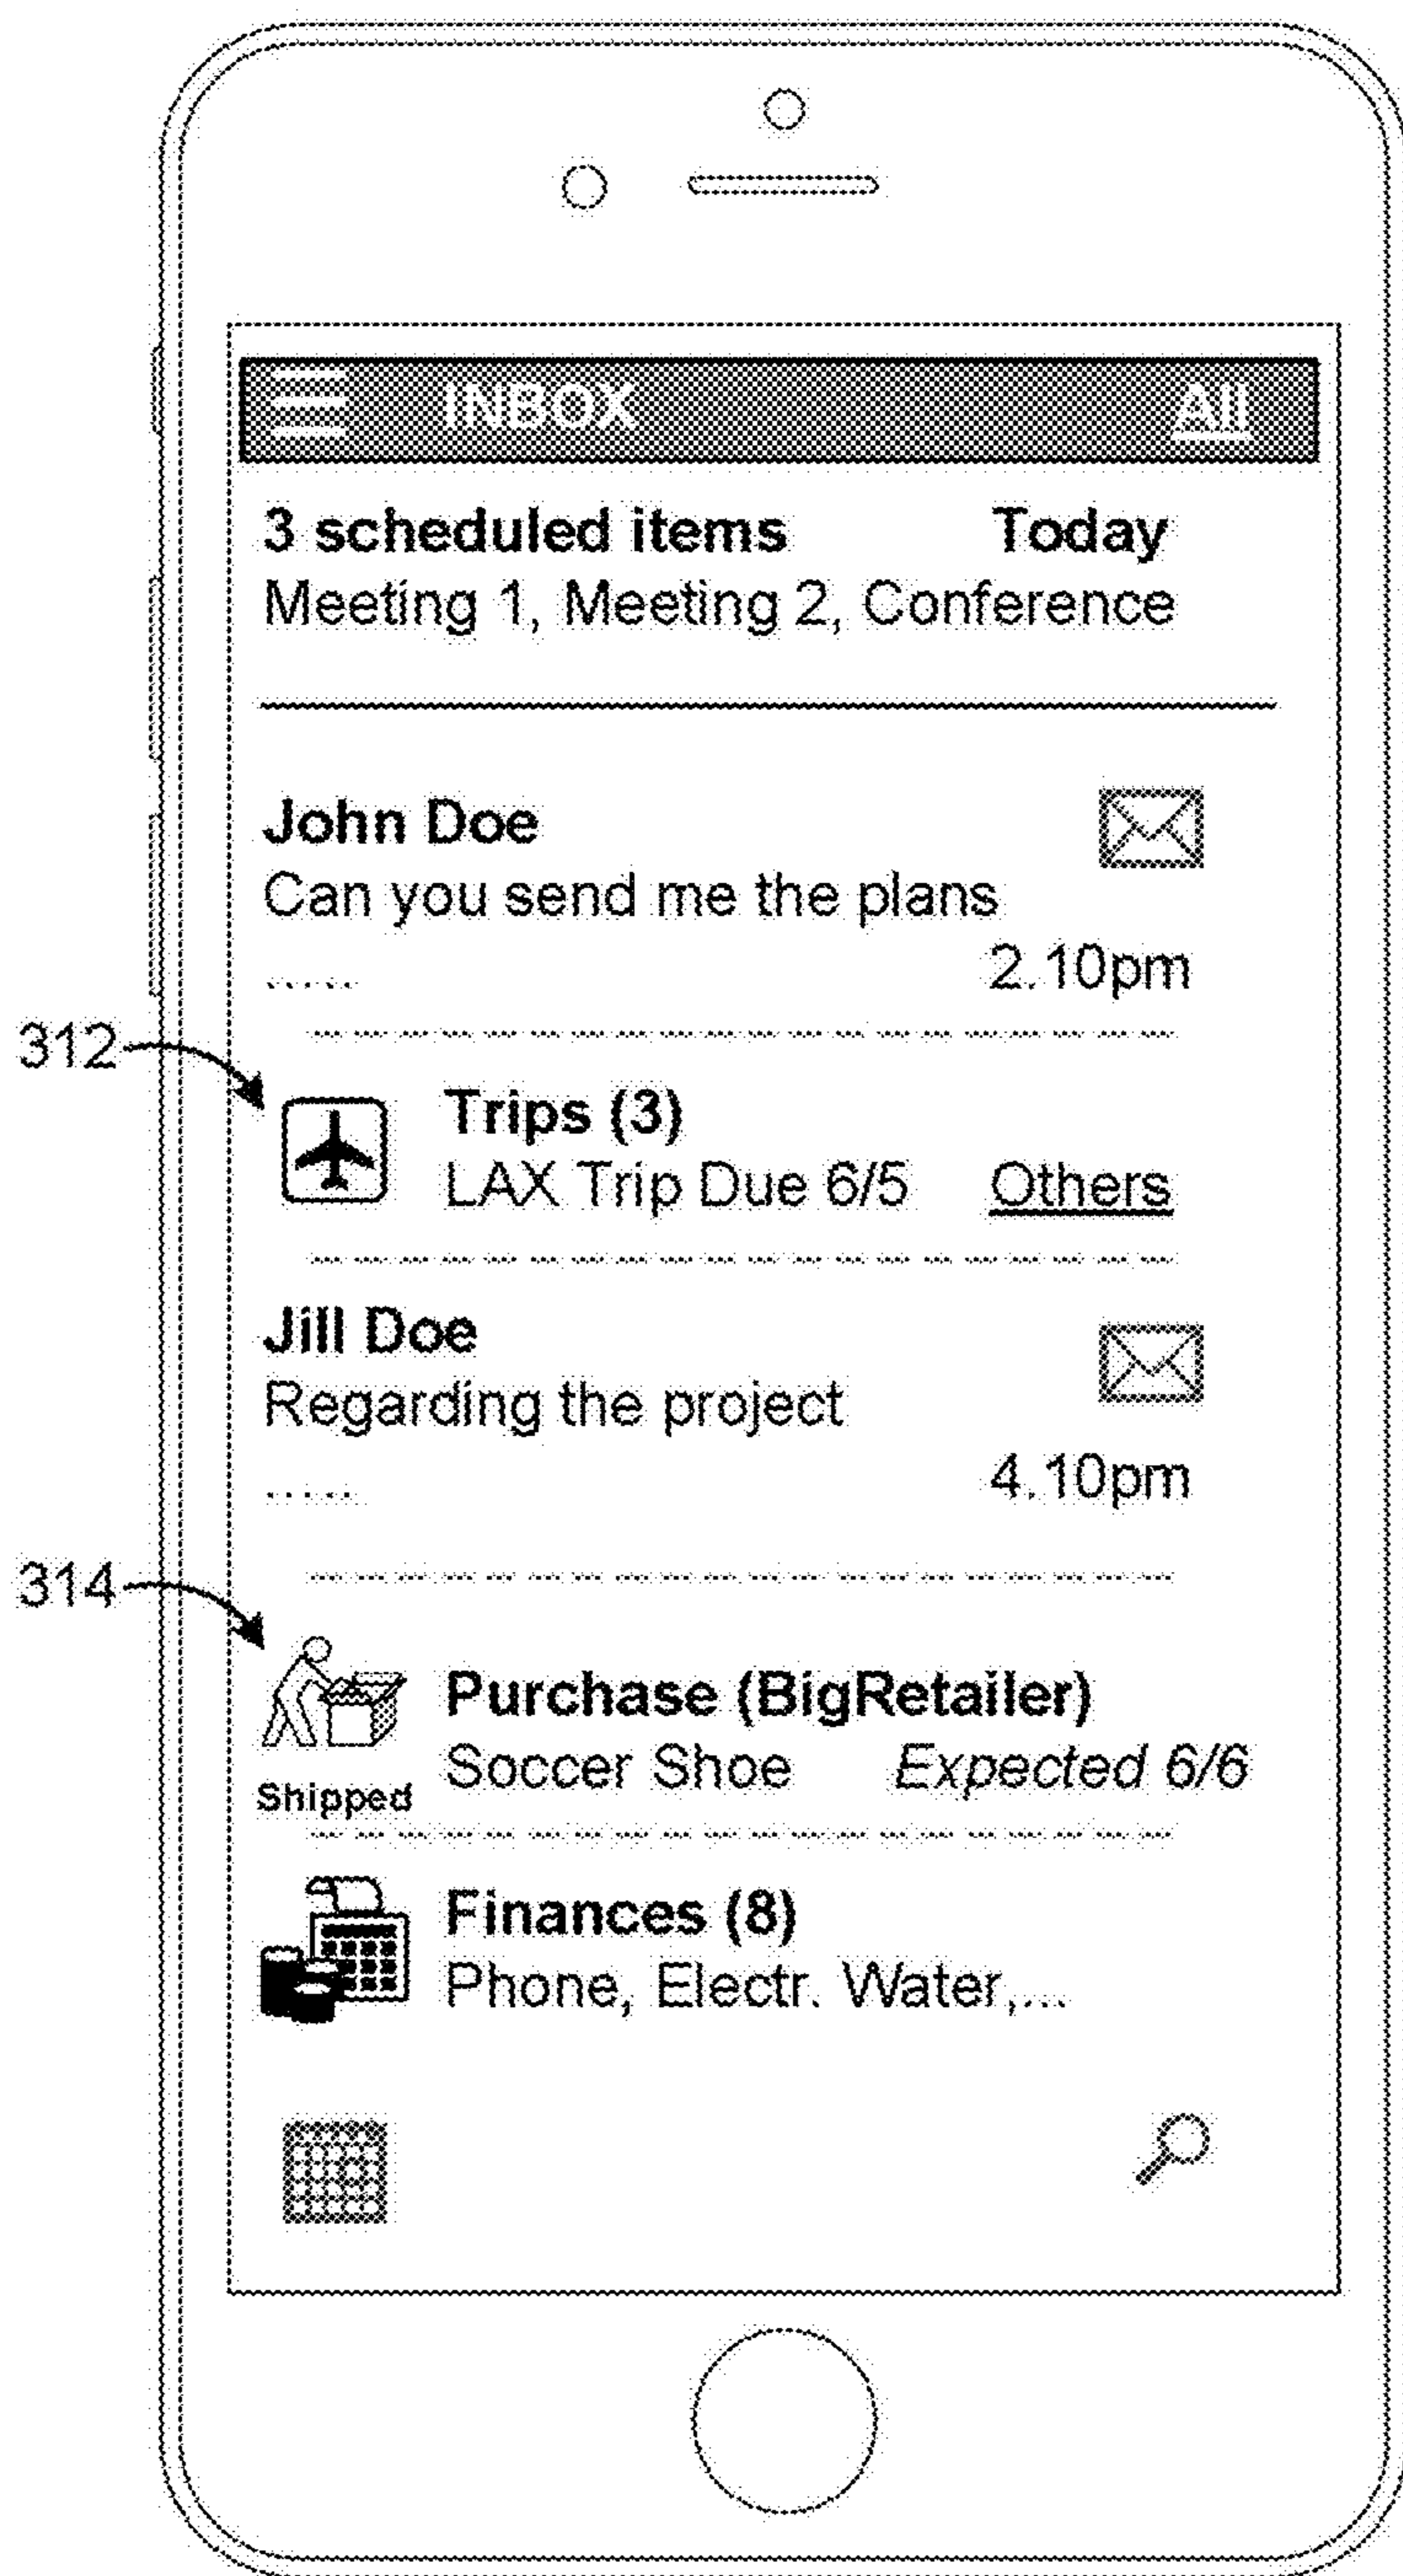 INBOX All
3 scheduled items Today
Meeting 1, Meeting 2, Conference
John Doe
Can you send me the plans
..... 2.10pm
312
Trips (3)
LAX Trip Due 6/5 Others
Jill Doe
Regarding the project
..... 4.10pm
314
Purchase (BigRetailer)
Soccer Shoe Expected 6/6
Shipped
Finances (8)
Phone, Electr. Water,...